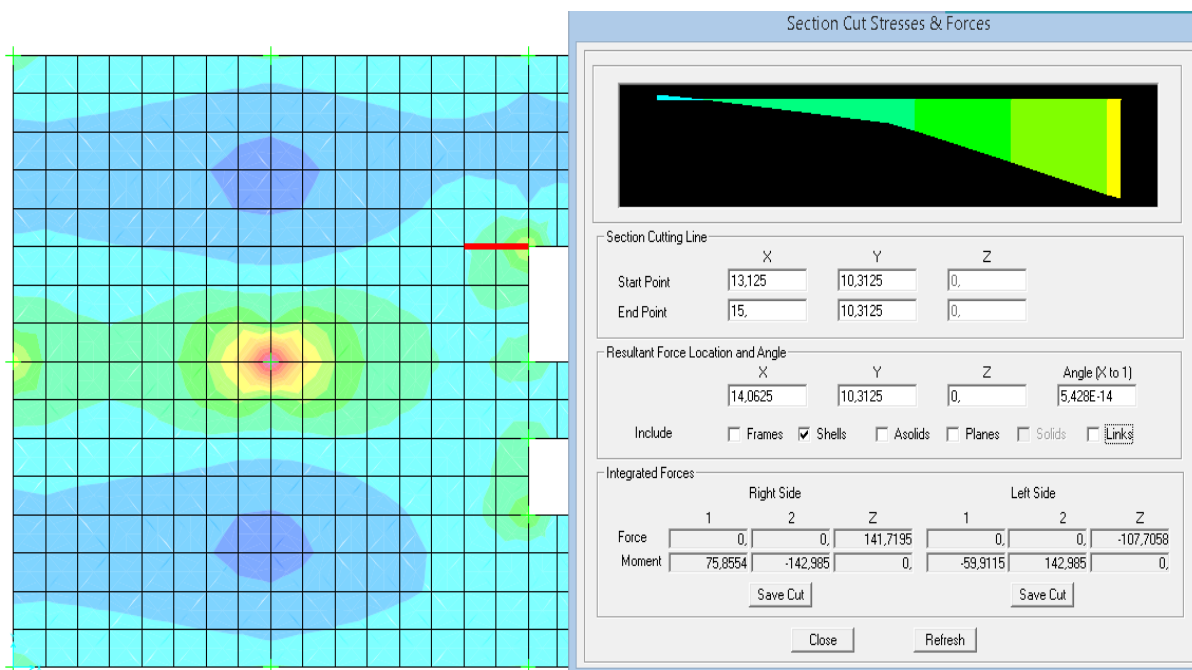 Section Cut Stresses & Forces
Section Cutting Line
X Y Z
Start Point 13,125 10,3125 0,
End Point 15, 10,3125 0,
Resultant Force Location and Angle
X Y Z Angle (X to 1)
14,0625 10,3125 0, 5,428E-14
Include Frames Shells Asolids Planes Solids Links
Integrated Forces
Right Side Left Side
1 2 Z 1 2 Z
Force 0, 0, 141,7195 0, 0, -107,7058
Moment 75,8554 -142,985 0, -59,9115 142,985 0,
Save Cut Save Cut
Close Refresh